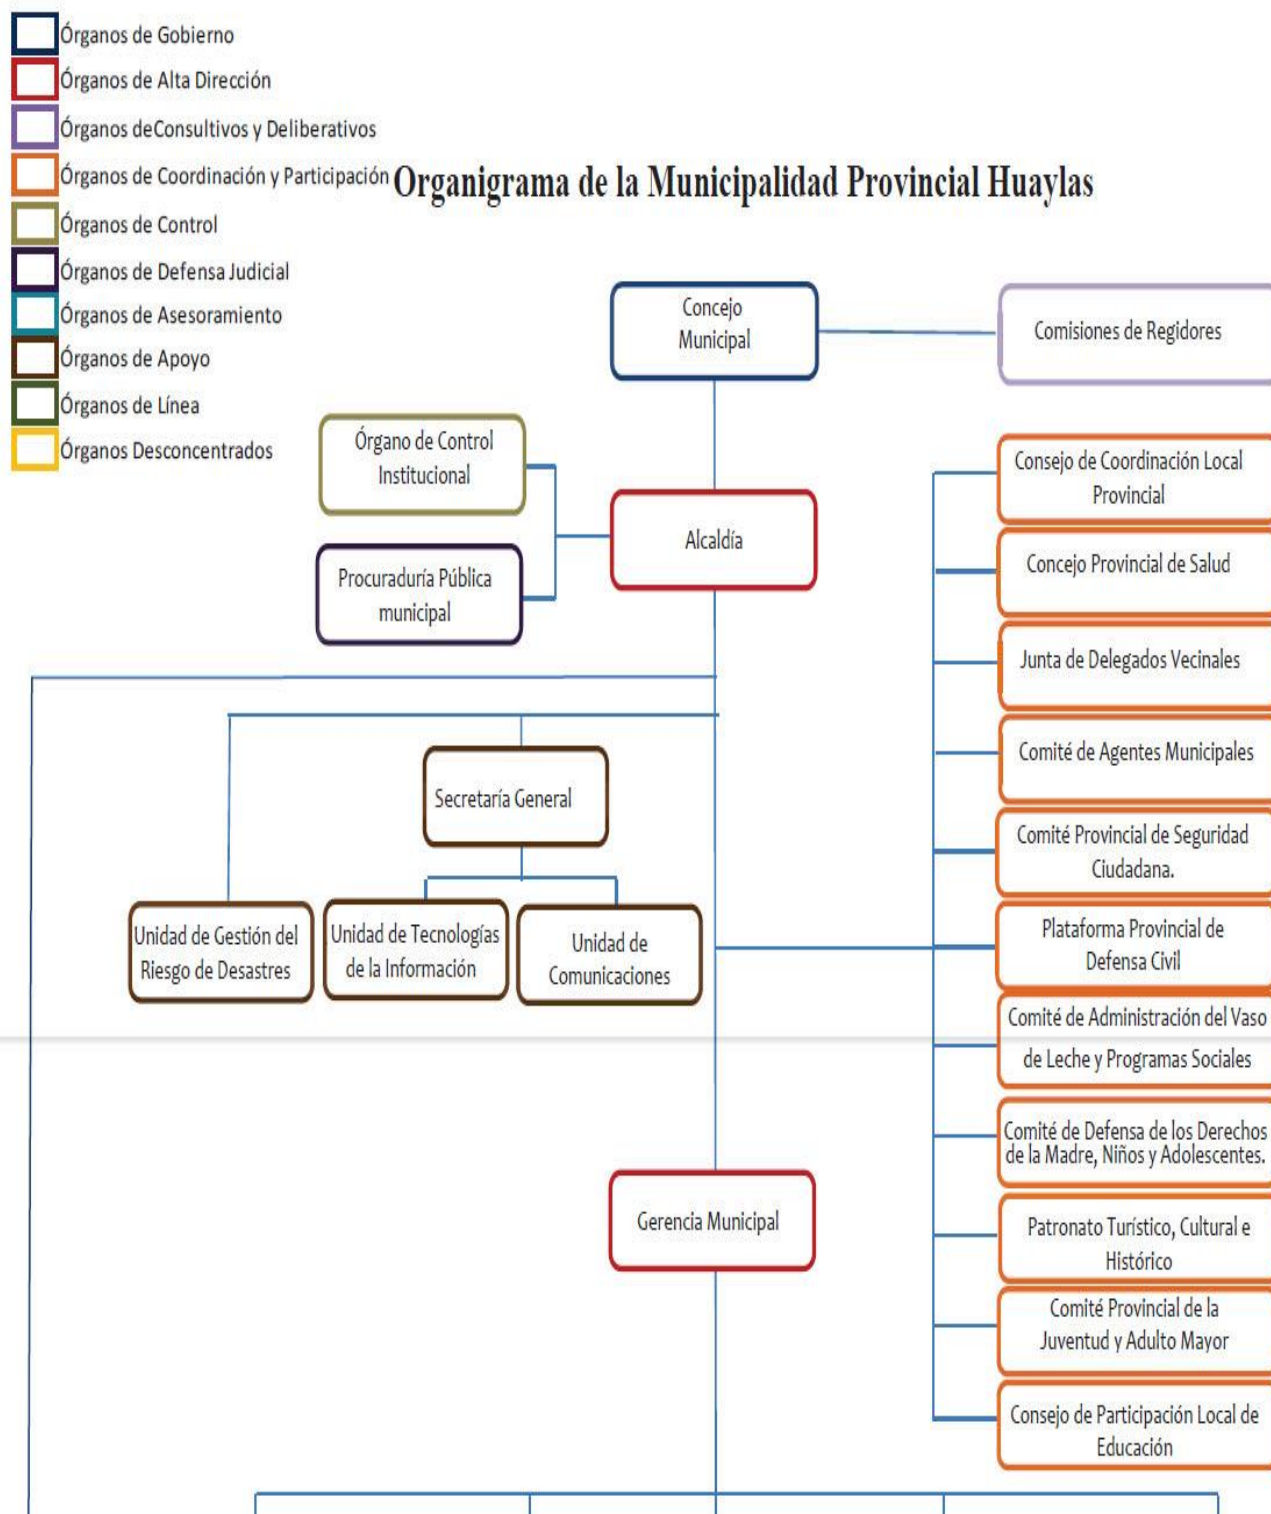 Órganos de Gobierno
Órganos de Alta Dirección
Órganos deConsultivos y Deliberativos
Órganos de Coordinación y Participación
Órganos de Control
Órganos de Defensa Judicial
Órganos de Asesoramiento
Órganos de Apoyo
Órganos de Línea
Órganos Desconcentrados
Organigrama de la Municipalidad Provincial Huaylas
Concejo
Municipal
Comisiones de Regidores
Órgano de Control
Institucional
Procuraduría Pública
municipal
Alcaldía
Consejo de Coordinación Local
Provincial
Concejo Provincial de Salud
Junta de Delegados Vecinales
Comité de Agentes Municipales
Comité Provincial de Seguridad
Ciudadana.
Plataforma Provincial de
Defensa Civil
Comité de Administración del Vaso
de Leche y Programas Sociales
Comité de Defensa de los Derechos
de la Madre, Niños y Adolescentes.
Patronato Turístico, Cultural e
Histórico
Comité Provincial de la
Juventud y Adulto Mayor
Consejo de Participación Local de
Educación
Secretaría General
Unidad de Gestión del
Riesgo de Desastres
Unidad de Tecnologías
de la Información
Unidad de
Comunicaciones
Gerencia Municipal